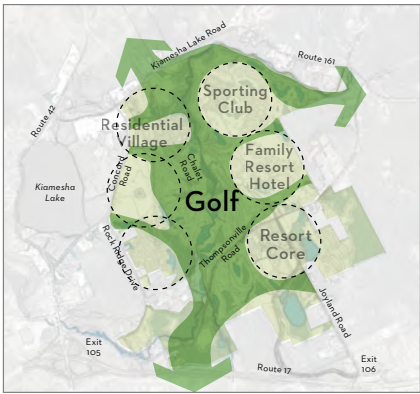 Kiamesha Lake Road
Route 161
Route 42
Sporting
Club
Residential
Village
Family
Resort
Hotel
Chalet
Road
Concord
Road
Kiamesha
Lake
Golf
Resort
Core
Thompsonville
Road
Rock Ridge Drive
Joyland Road
Exit
105
Route 17
Exit
106